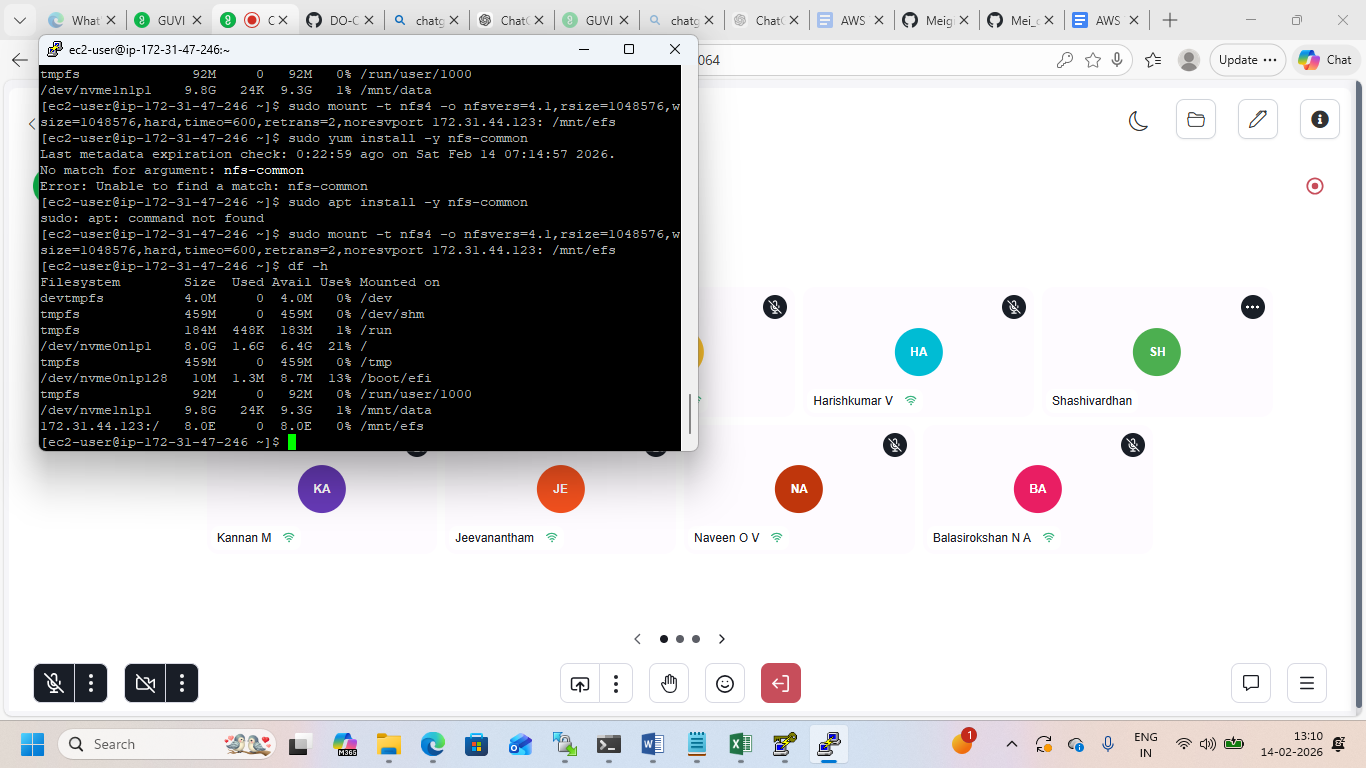 What
GUVI
C
DO-C
chatg
ChatG
GUVI
chatg
ChatG
AWS
Meig
Mei_c
AWS
064
Update
Chat
ec2-user@ip-172-31-47-246:~
tmpfs 92M 0 92M 0% /run/user/1000
/dev/nvme1n1p1 9.8G 24K 9.3G 1% /mnt/data
[ec2-user@ip-172-31-47-246 ~]$ sudo mount -t nfs4 -o nfsvers=4.1,rsize=1048576,w
size=1048576,hard,timeo=600,retrans=2,noresvport 172.31.44.123: /mnt/efs
[ec2-user@ip-172-31-47-246 ~]$ sudo yum install -y nfs-common
Last metadata expiration check: 0:22:59 ago on Sat Feb 14 07:14:57 2026.
No match for argument: nfs-common
Error: Unable to find a match: nfs-common
[ec2-user@ip-172-31-47-246 ~]$ sudo apt install -y nfs-common
sudo: apt: command not found
[ec2-user@ip-172-31-47-246 ~]$ sudo mount -t nfs4 -o nfsvers=4.1,rsize=1048576,w
size=1048576,hard,timeo=600,retrans=2,noresvport 172.31.44.123: /mnt/efs
[ec2-user@ip-172-31-47-246 ~]$ df -h
Filesystem Size Used Avail Use% Mounted on
devtmpfs 4.0M 0 4.0M 0% /dev
tmpfs 459M 0 459M 0% /dev/shm
tmpfs 184M 448K 183M 1% /run
/dev/nvme0n1p1 8.0G 1.6G 6.4G 21% /
tmpfs 459M 0 459M 0% /tmp
/dev/nvme0n1p128 10M 1.3M 8.7M 13% /boot/efi
tmpfs 92M 0 92M 0% /run/user/1000
/dev/nvme1n1p1 9.8G 24K 9.3G 1% /mnt/data
172.31.44.123:/ 8.0E 0 8.0E 0% /mnt/efs
[ec2-user@ip-172-31-47-246 ~]$
HA
Harishkumar V
SH
Shashivardhan
KA
Kannan M
JE
Jeevanantham
NA
Naveen O V
BA
Balasirokshan N A
Search
M365
1
ENG
IN
13:10
14-02-2026